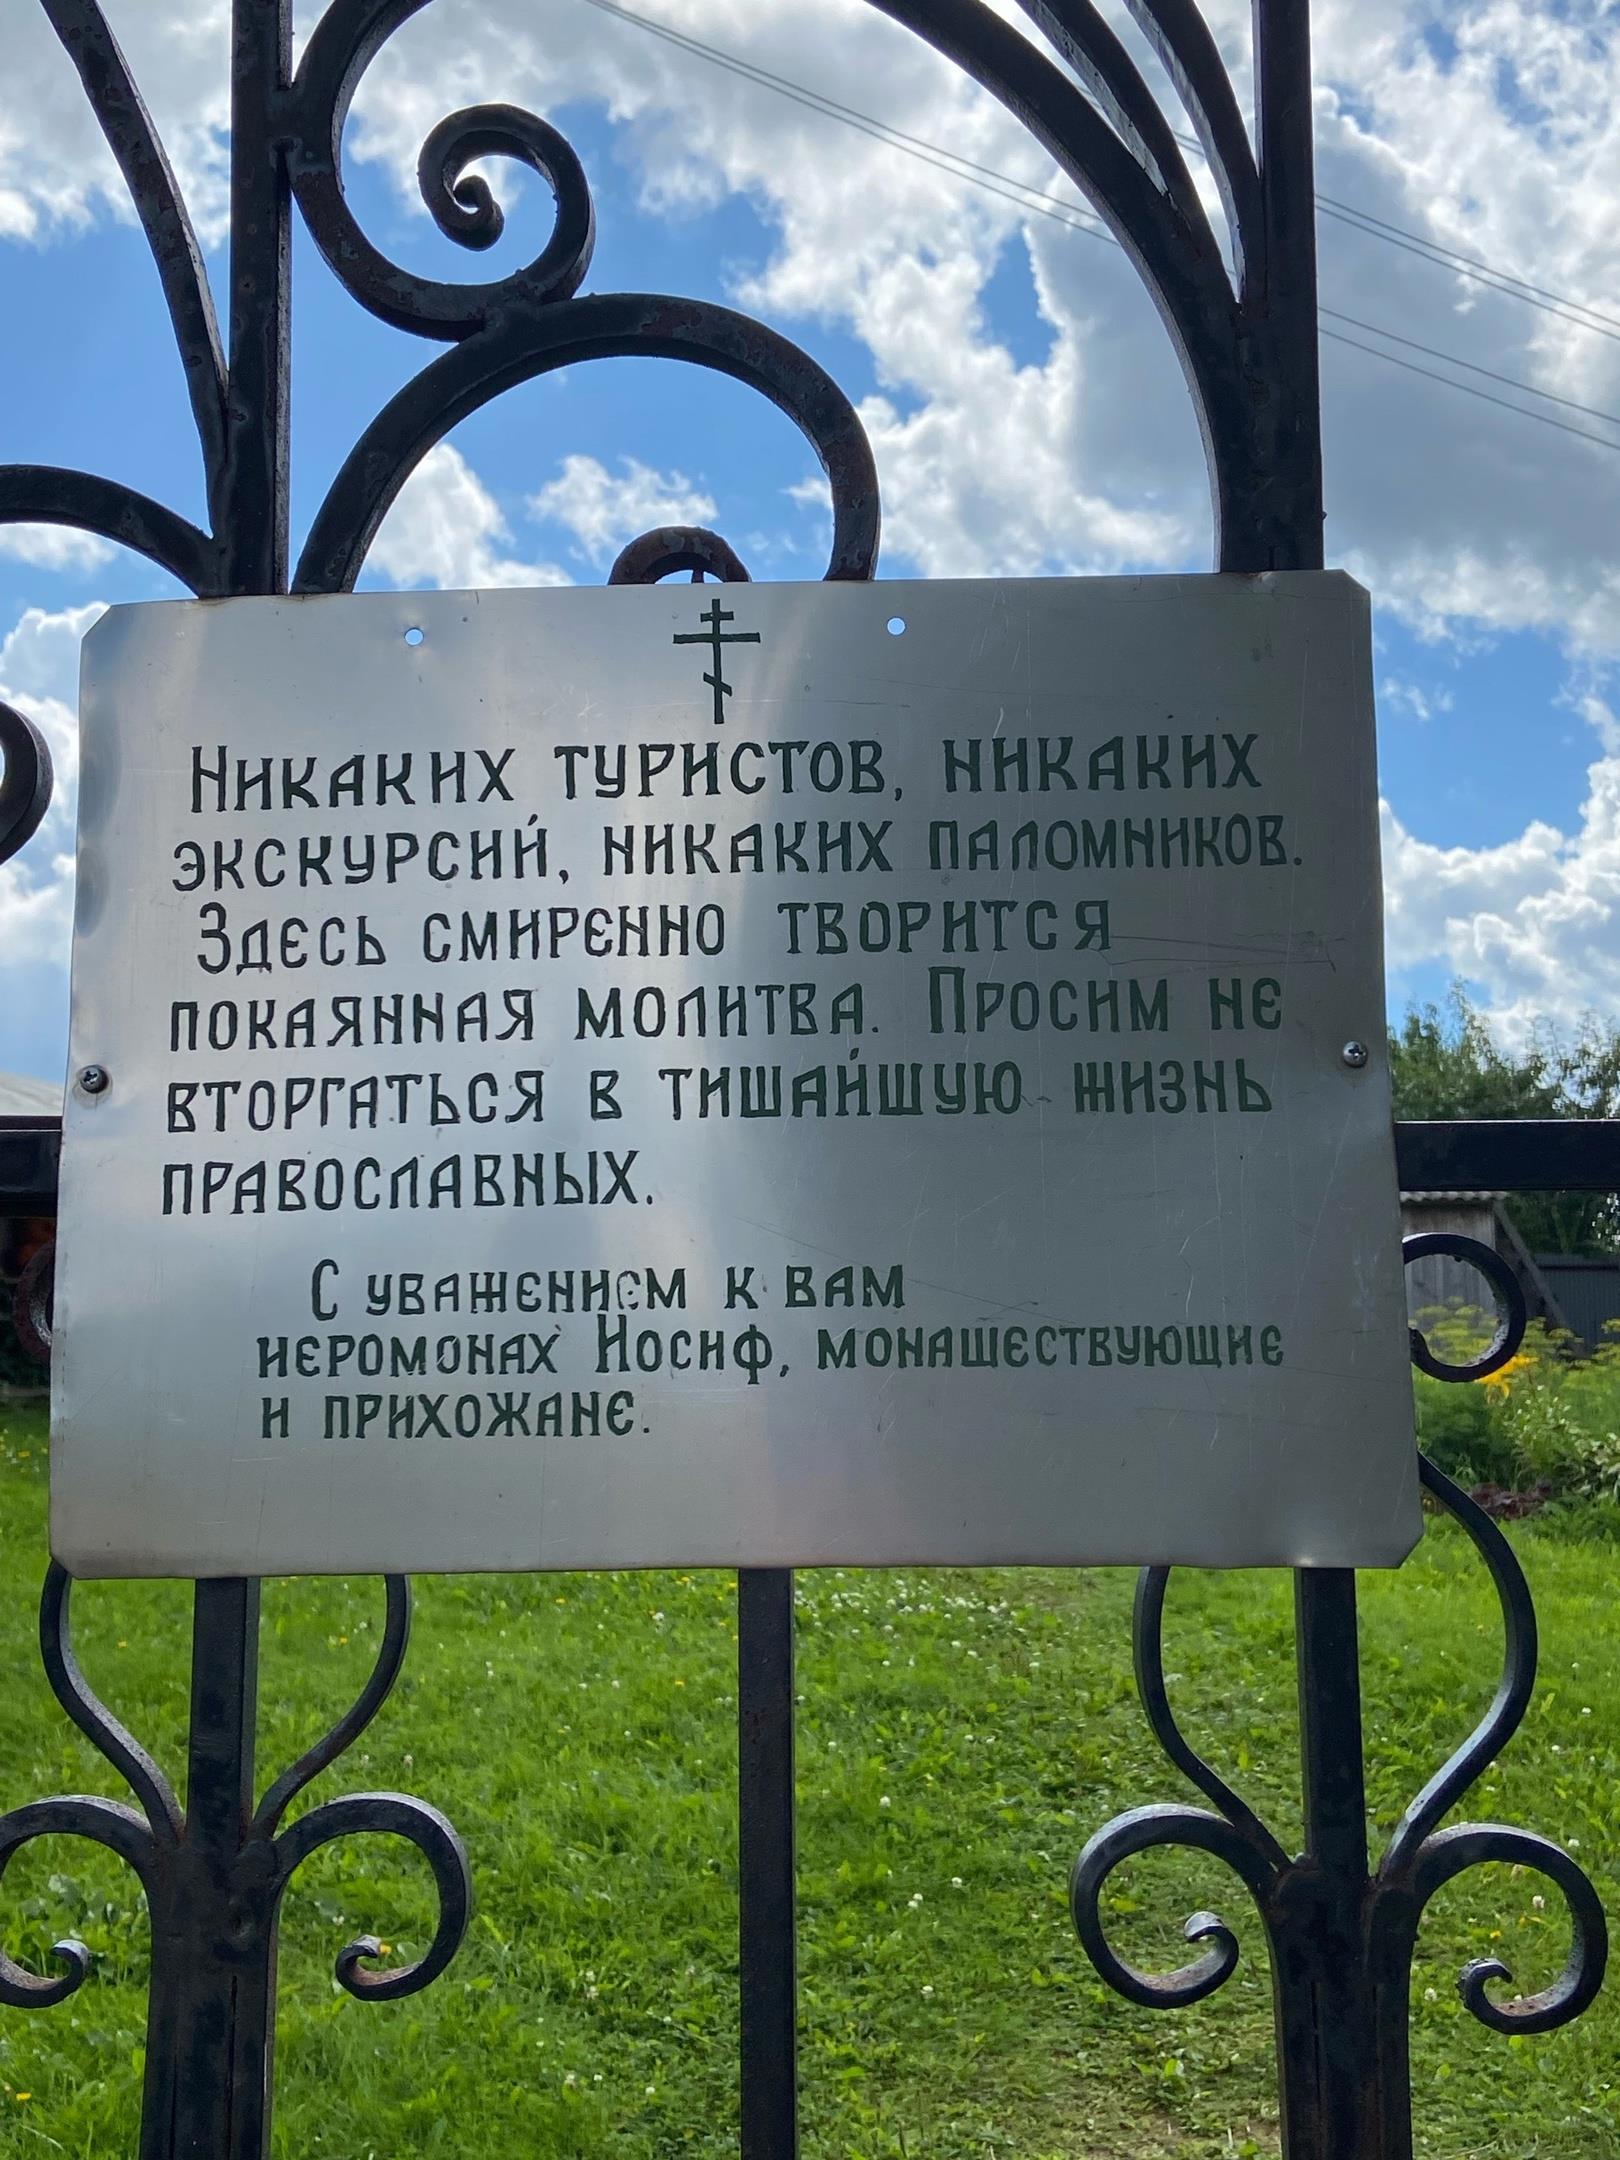 Никаких туристов, никаких
экскурсий, никаких паломников.
Здесь смиренно творится
покаянная молитва. Просим не
вторгаться в тишайшую жизнь
православных.
С уважением к вам
иеромонах Иосиф, монашествующие
и прихожане.